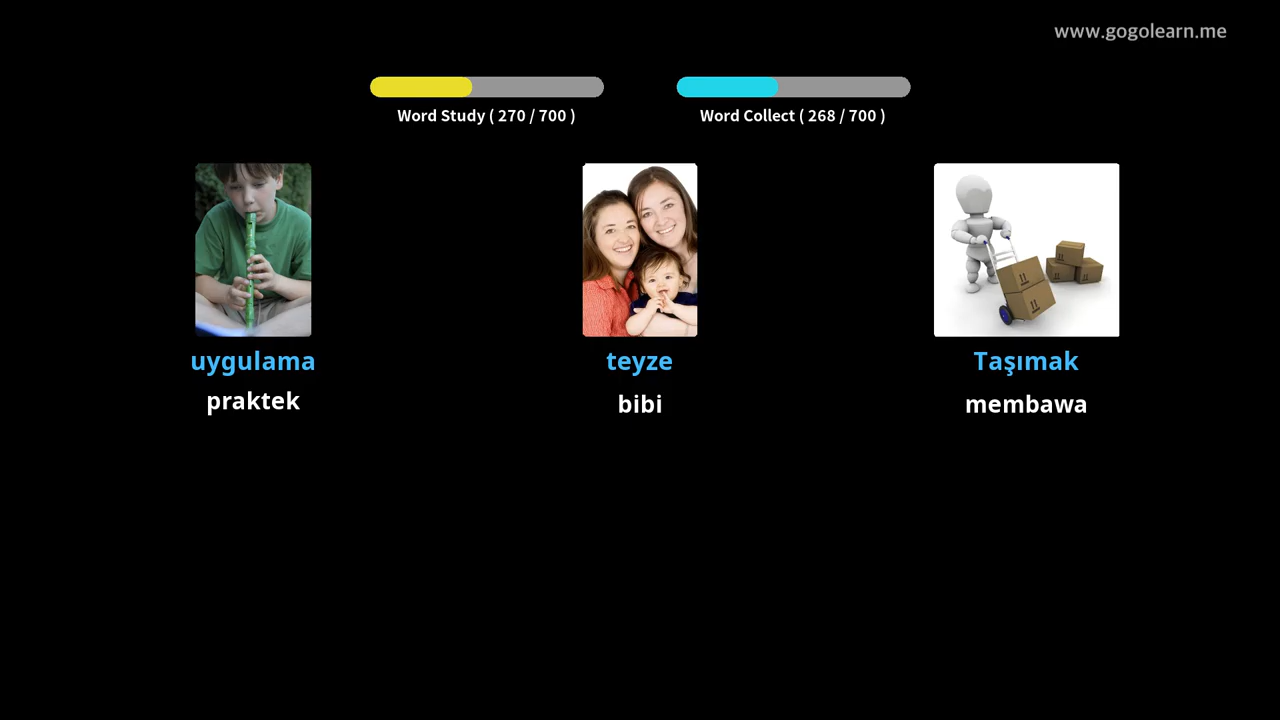 www.gogolearn.me
Word Study ( 270 / 700 )
Word Collect ( 268 / 700 )
uygulama
praktek
teyze
bibi
Taşımak
membawa